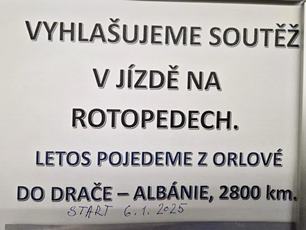 VYHLAŠUJEME SOUTĚŽ
V JÍZDĚ NA
ROTOPEDECH.
LETOS POJEDEME Z ORLOVÉ
DO DRAČE – ALBÁNIE, 2800 km.
START 6.1.2025